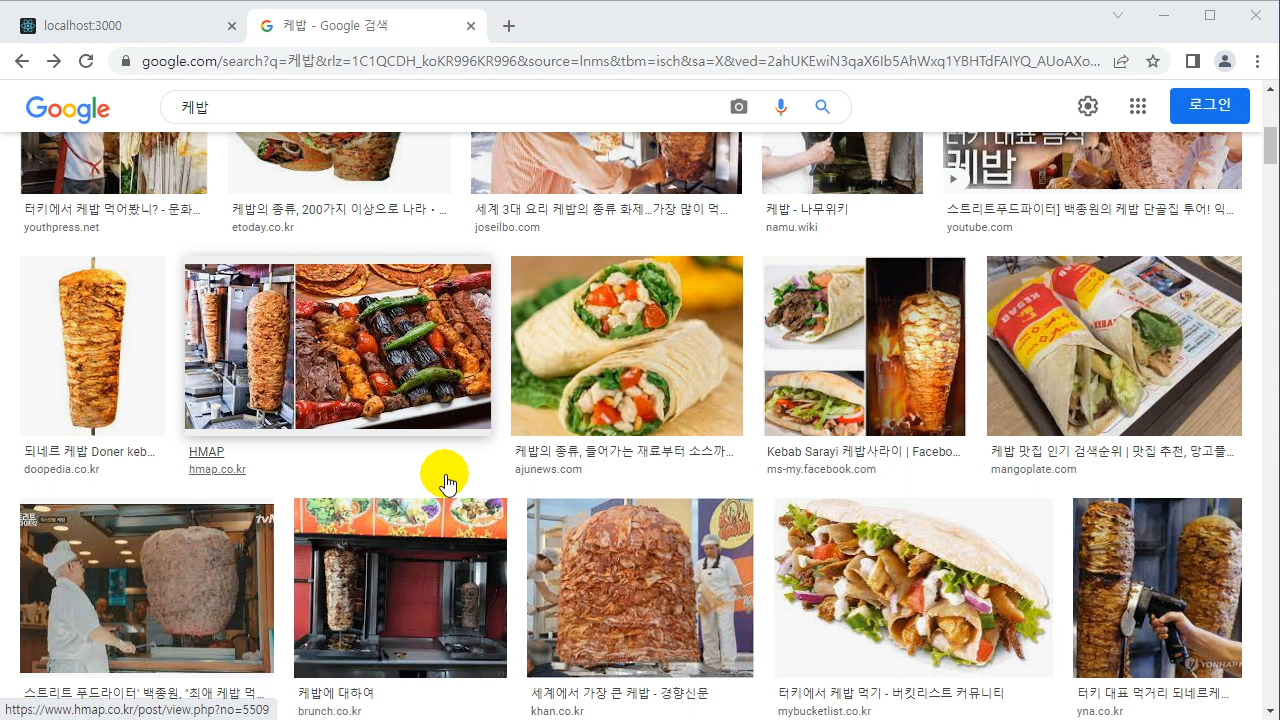 localhost:3000
케밥 - Google 검색
google.com/search?q=케밥&rlz=1C1QCDH_koKR996KR996&source=lnms&tbm=isch&sa=X&ved=2ahUKEwiN3qaX6Ib5AhWxq1YBHTdFAIYQ_AUoAXo...
Google
케밥
로그인
터키 대표 음식
케밥
터키에서 케밥 먹어봤니? - 문화...
youthpress.net
케밥의 종류, 200가지 이상으로 나라・...
etoday.co.kr
세계 3대 요리 케밥의 종류 화제...가장 많이 먹...
joseilbo.com
케밥 - 나무위키
namu.wiki
스트리트푸드파이터] 백종원의 케밥 단골집 투어! 익...
youtube.com
KEBAB
되네르 케밥 Doner keb...
doopedia.co.kr
HMAP
hmap.co.kr
케밥의 종류, 들어가는 재료부터 소스까...
ajunews.com
Kebab Sarayi 케밥사라이 | Facebo...
ms-my.facebook.com
케밥 맛집 인기 검색순위 | 맛집 추천, 망고플...
mangoplate.com
tvN
YONHAP N
스트리트 푸드라이터' 백종원, "최애 케밥 먹...
케밥에 대하여
brunch.co.kr
세계에서 가장 큰 케밥 - 경향신문
khan.co.kr
터키에서 케밥 먹기 - 버킷리스트 커뮤니티
mybucketlist.co.kr
터키 대표 먹거리 되네르케...
yna.co.kr
https://www.hmap.co.kr/post/view.php?no=5509